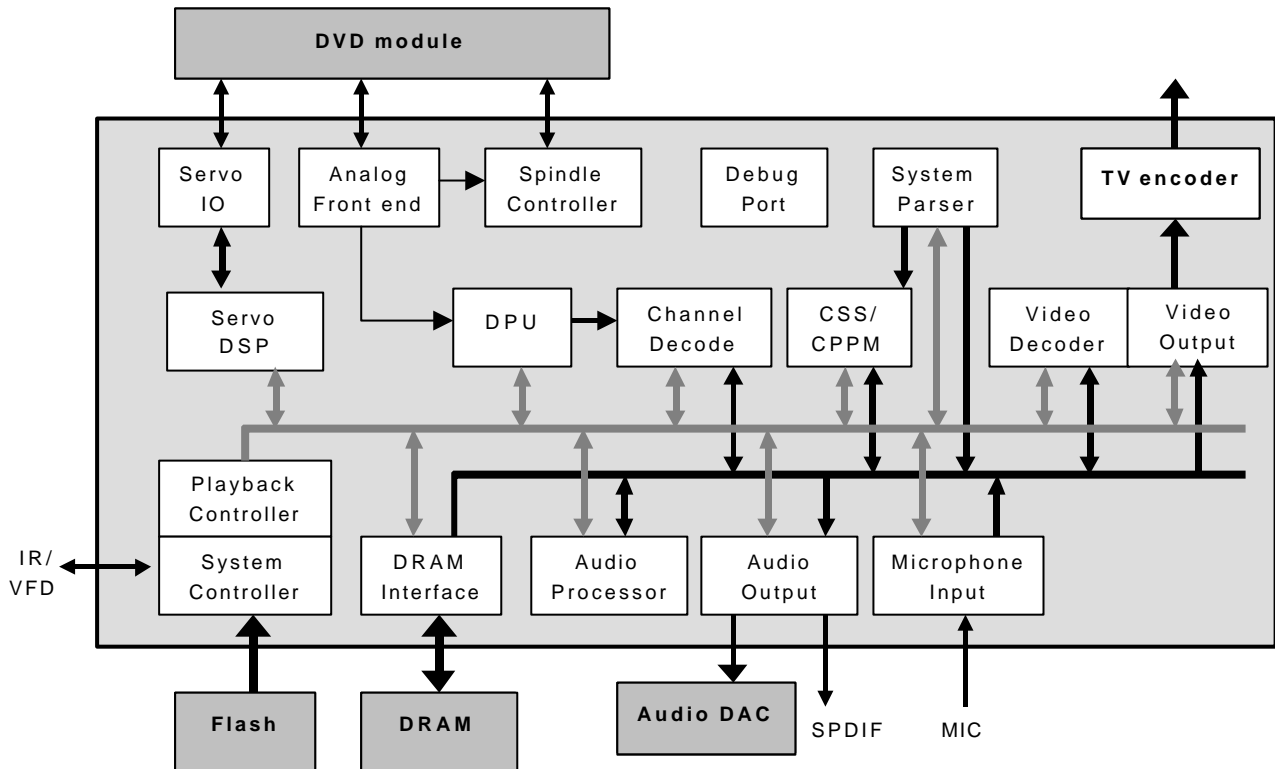 DVD module
Servo
IO
Analog
Front end
Spindle
Controller
Debug
Port
System
Parser
TV encoder
Servo
DSP
DPU
Channel
Decode
CSS/
CPPM
Video
Decoder
Video
Output
Playback
Controller
System
Controller
IR/
VFD
DRAM
Interface
Audio
Processor
Audio
Output
Microphone
Input
Flash
DRAM
Audio DAC
SPDIF
MIC